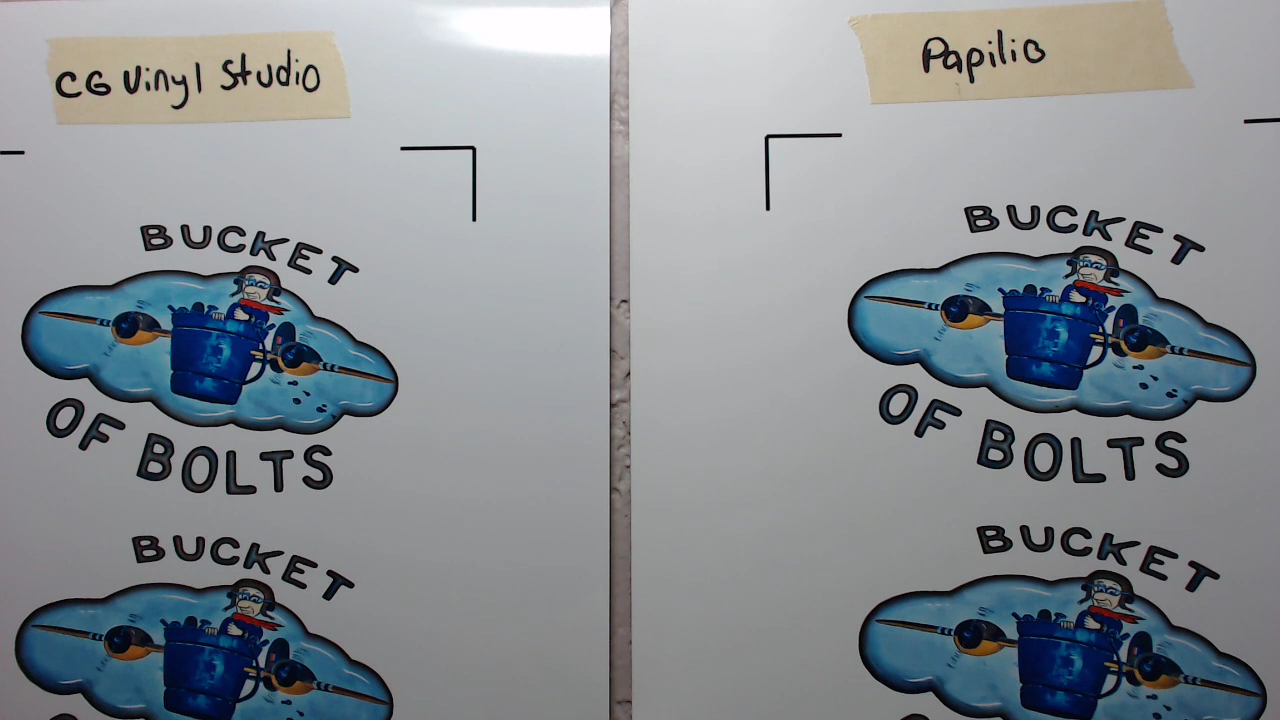 CG Vinyl Studio
BUCKET
OF BOLTS
BUCKET
Papilio
BUCKET
OF BOLTS
BUCKET